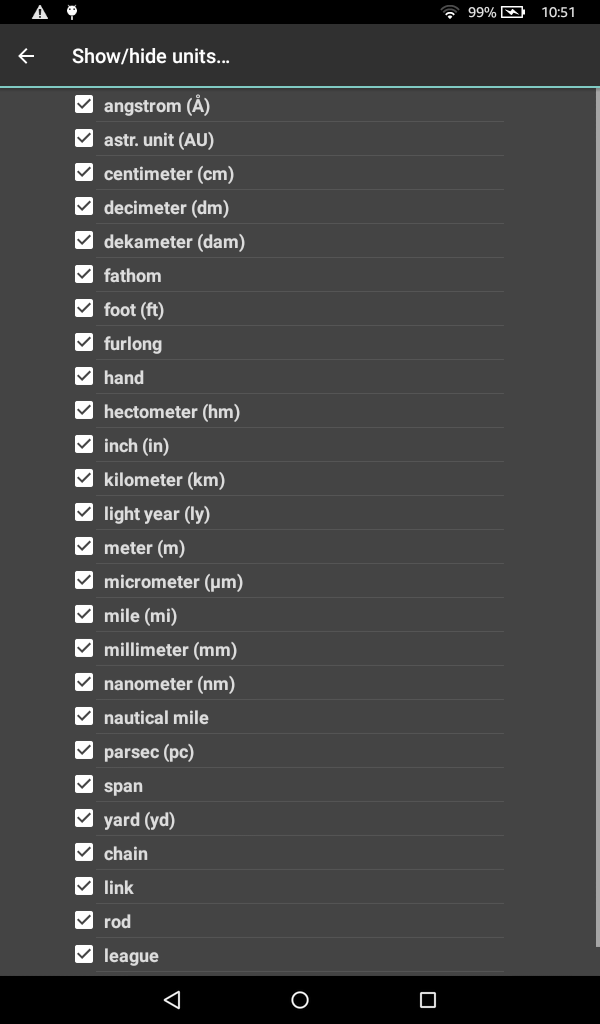 99% 10:51
Show/hide units...
angstrom (Å)
astr. unit (AU)
centimeter (cm)
decimeter (dm)
dekameter (dam)
fathom
foot (ft)
furlong
hand
hectometer (hm)
inch (in)
kilometer (km)
light year (ly)
meter (m)
micrometer (µm)
mile (mi)
millimeter (mm)
nanometer (nm)
nautical mile
parsec (pc)
span
yard (yd)
chain
link
rod
league